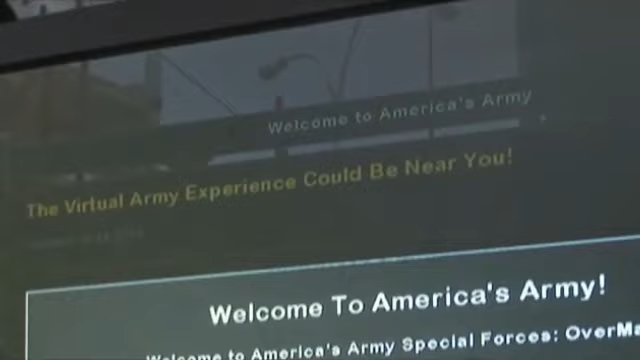 Welcome to America's Army
The Virtual Army Experience Could Be Near You!
Welcome To America's Army!
Welcome to America's Army Special Forces: OverMa